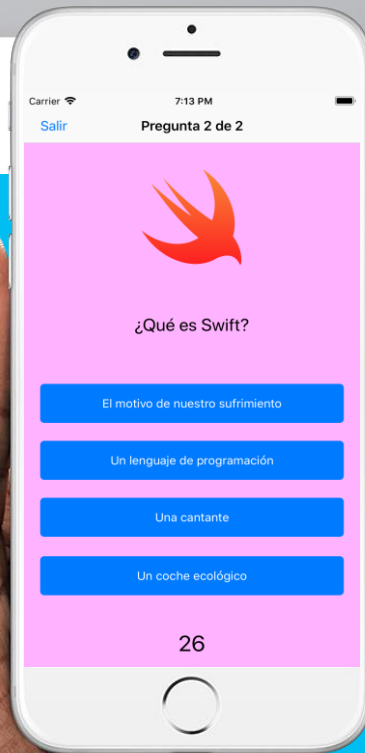 Carrier 7:13 PM
Salir Pregunta 2 de 2
¿Qué es Swift?
El motivo de nuestro sufrimiento
Un lenguaje de programación
Una cantante
Un coche ecológico
26